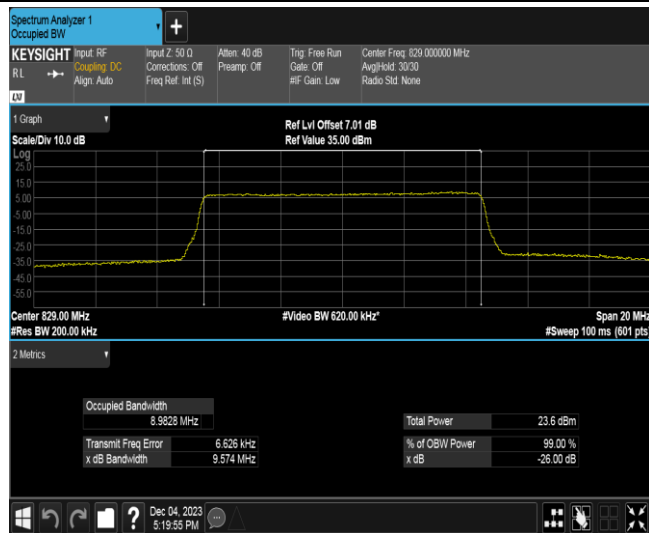 Spectrum Analyzer 1
Occupied BW
+
KEYSIGHT
Input: RF
Input Z: 50 Ω
Atten: 40 dB
Trig: Free Run
Center Freq: 829.000000 MHz
RL
Coupling: DC
Corrections: Off
Preamp: Off
Gate: Off
Avg|Hold: 30/30
Align: Auto
Freq Ref: Int (S)
#IF Gain: Low
Radio Std: None
1 Graph
Ref Lvl Offset 7.01 dB
Scale/Div 10.0 dB
Ref Value 35.00 dBm
Log
25.0
15.0
5.00
-5.00
-15.0
-25.0
-35.0
-45.0
-55.0
Center 829.00 MHz
#Video BW 620.00 kHz*
Span 20 MHz
#Res BW 200.00 kHz
#Sweep 100 ms (601 pts)
2 Metrics
Occupied Bandwidth
8.9828 MHz
Total Power
23.6 dBm
Transmit Freq Error
6.626 kHz
% of OBW Power
99.00 %
x dB Bandwidth
9.574 MHz
x dB
-26.00 dB
?
Dec 04, 2023
5:19:55 PM